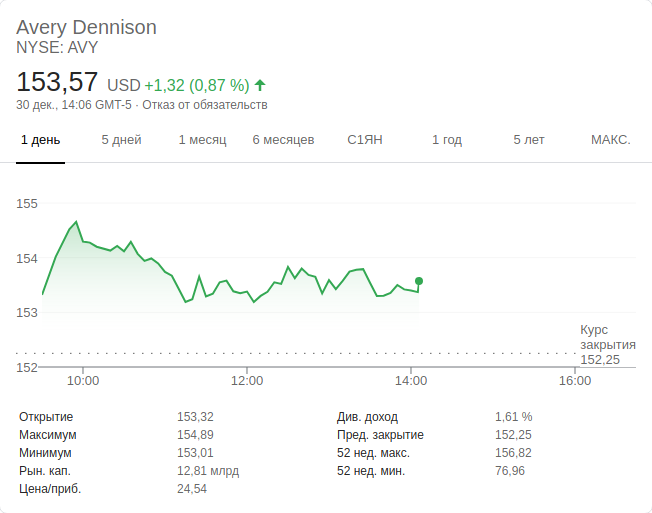 Avery Dennison
NYSE: AVY
153,57 USD +1,32 (0,87 %)
30 дек., 14:06 GMT-5 · Отказ от обязательств
1 день 5 дней 1 месяц 6 месяцев С1ЯН 1 год 5 лет МАКС.
155
154
153
152
Курс
закрытия
152,25
10:00 12:00 14:00 16:00
Открытие 153,32 Див. доход 1,61 %
Максимум 154,89 Пред. закрытие 152,25
Минимум 153,01 52 нед. макс. 156,82
Рын. кап. 12,81 млрд 52 нед. мин. 76,96
Цена/приб. 24,54